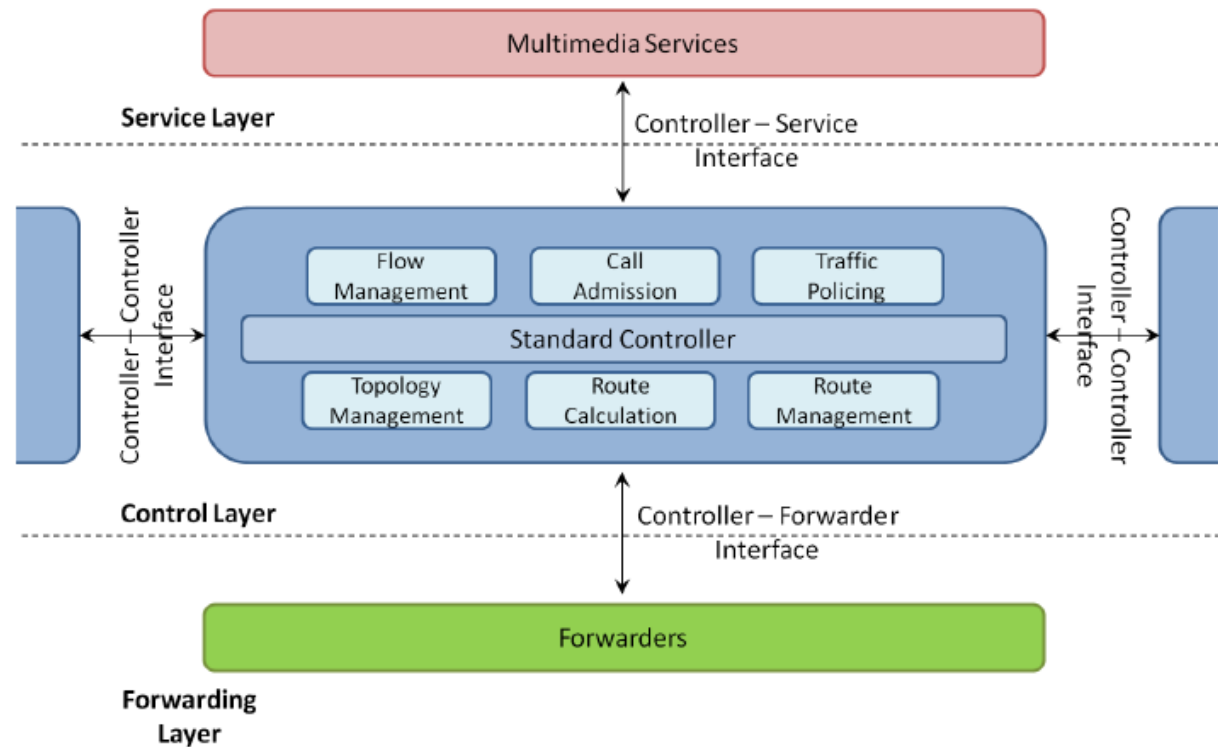 Multimedia Services
Service Layer
Controller – Service
Interface
Controller – Controller
Interface
Flow
Management
Call
Admission
Traffic
Policing
Standard Controller
Topology
Management
Route
Calculation
Route
Management
Controller – Controller
Interface
Control Layer
Controller – Forwarder
Interface
Forwarders
Forwarding
Layer